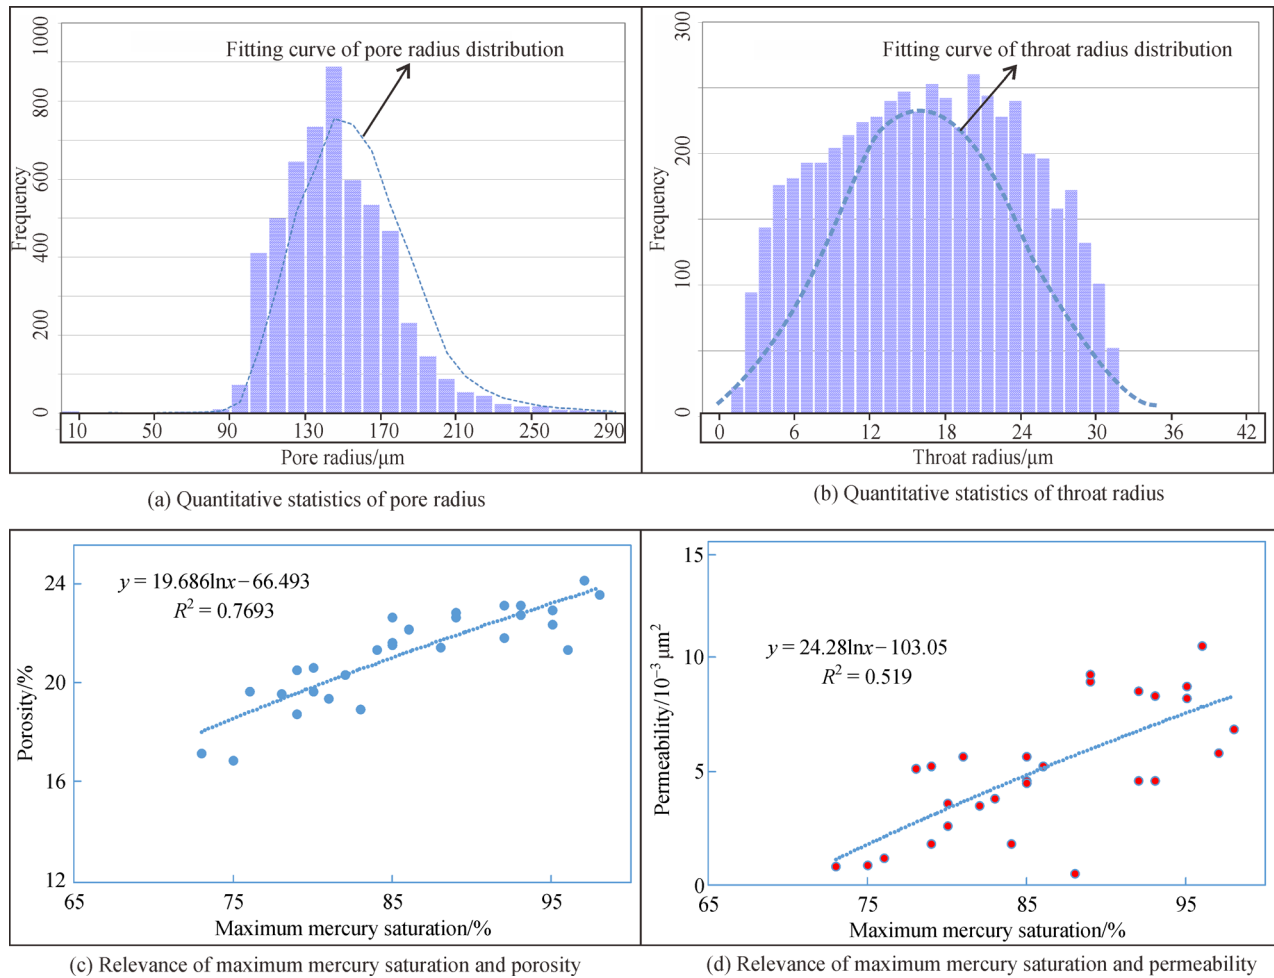 1000
800
600
400
200
0
Frequency
Fitting curve of pore radius distribution
10 50 90 130 170 210 250 290
Pore radius/μm
(a) Quantitative statistics of pore radius
300
200
100
0
Frequency
Fitting curve of throat radius distribution
0 6 12 18 24 30 36 42
Throat radius/μm
(b) Quantitative statistics of throat radius
24
20
16
12
Porosity/%
y = 19.686lnx−66.493
R² = 0.7693
65 75 85 95
Maximum mercury saturation/%
(c) Relevance of maximum mercury saturation and porosity
15
10
5
0
Permeability/10⁻³ μm²
y = 24.28lnx−103.05
R² = 0.519
65 75 85 95
Maximum mercury saturation/%
(d) Relevance of maximum mercury saturation and permeability